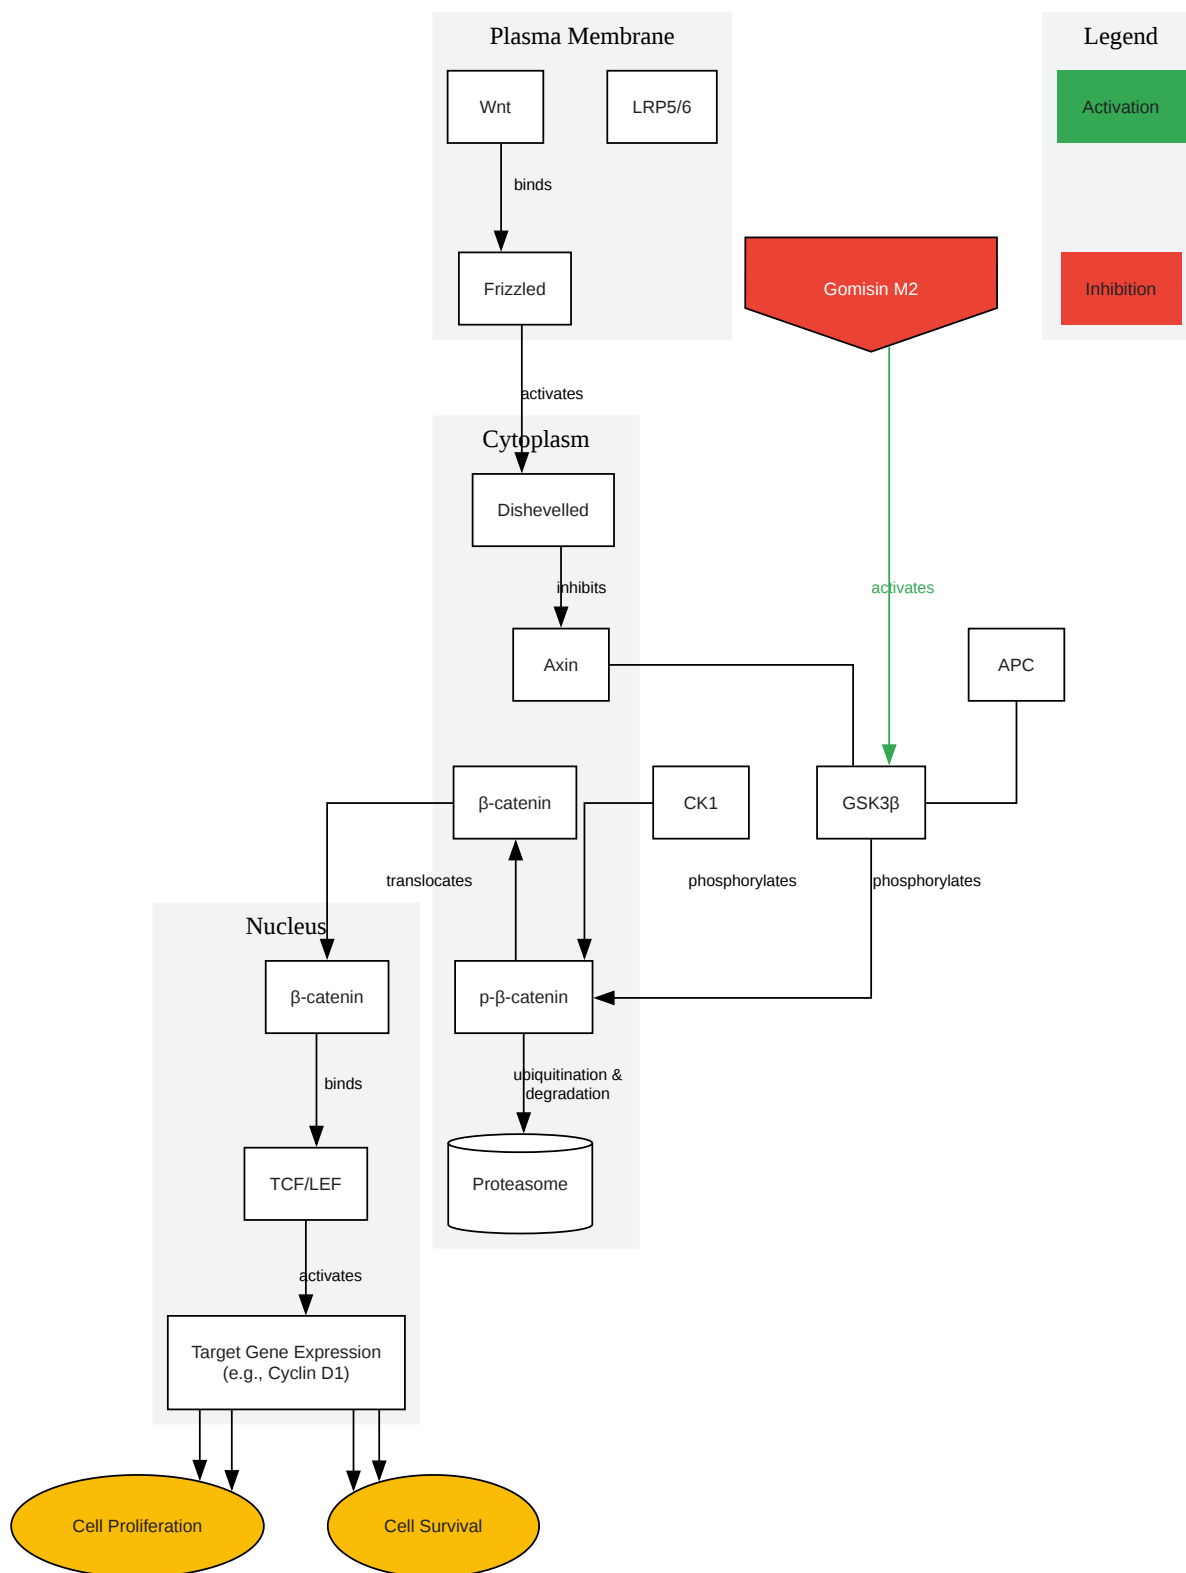 Plasma Membrane
Legend
Wnt
LRP5/6
Activation
binds
Frizzled
Gomisin M2
Inhibition
activates
Cytoplasm
Dishevelled
inhibits
activates
Axin
APC
β-catenin
CK1
GSK3β
translocates
phosphorylates
phosphorylates
Nucleus
β-catenin
p-β-catenin
ubiquitination &
degradation
binds
TCF/LEF
Proteasome
activates
Target Gene Expression
(e.g., Cyclin D1)
Cell Proliferation
Cell Survival